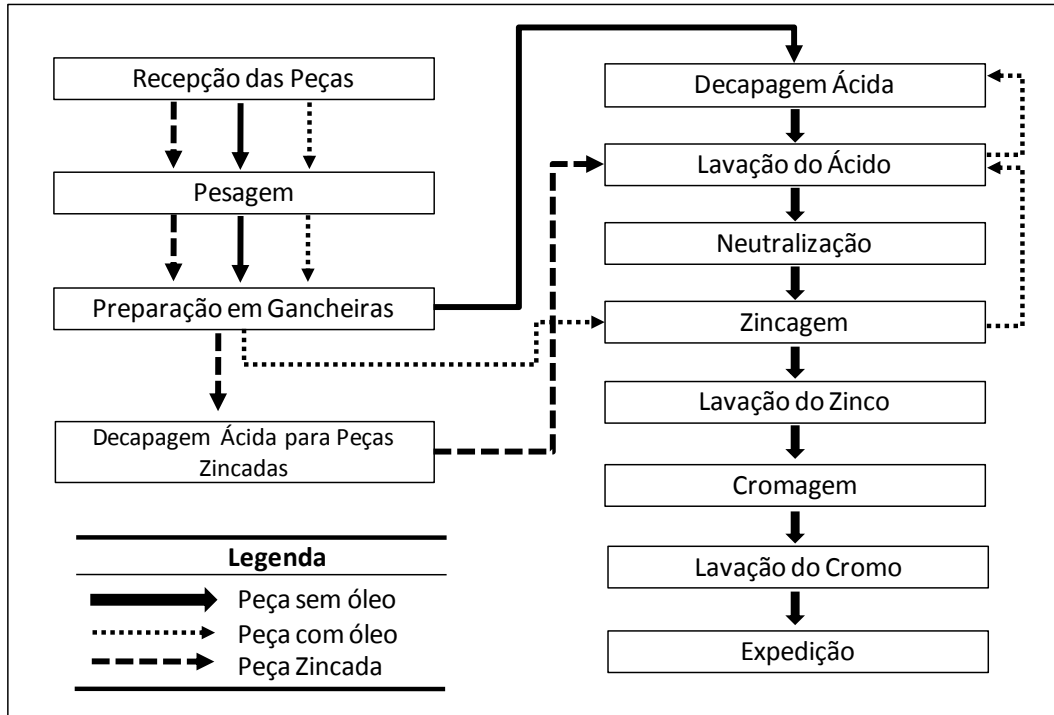 Recepção das Peças
Pesagem
Preparação em Gancheiras
Decapagem Ácida para Peças
Zincadas
Decapagem Ácida
Lavação do Ácido
Neutralização
Zincagem
Lavação do Zinco
Cromagem
Lavação do Cromo
Expedição
Legenda
Peça sem óleo
Peça com óleo
Peça Zincada